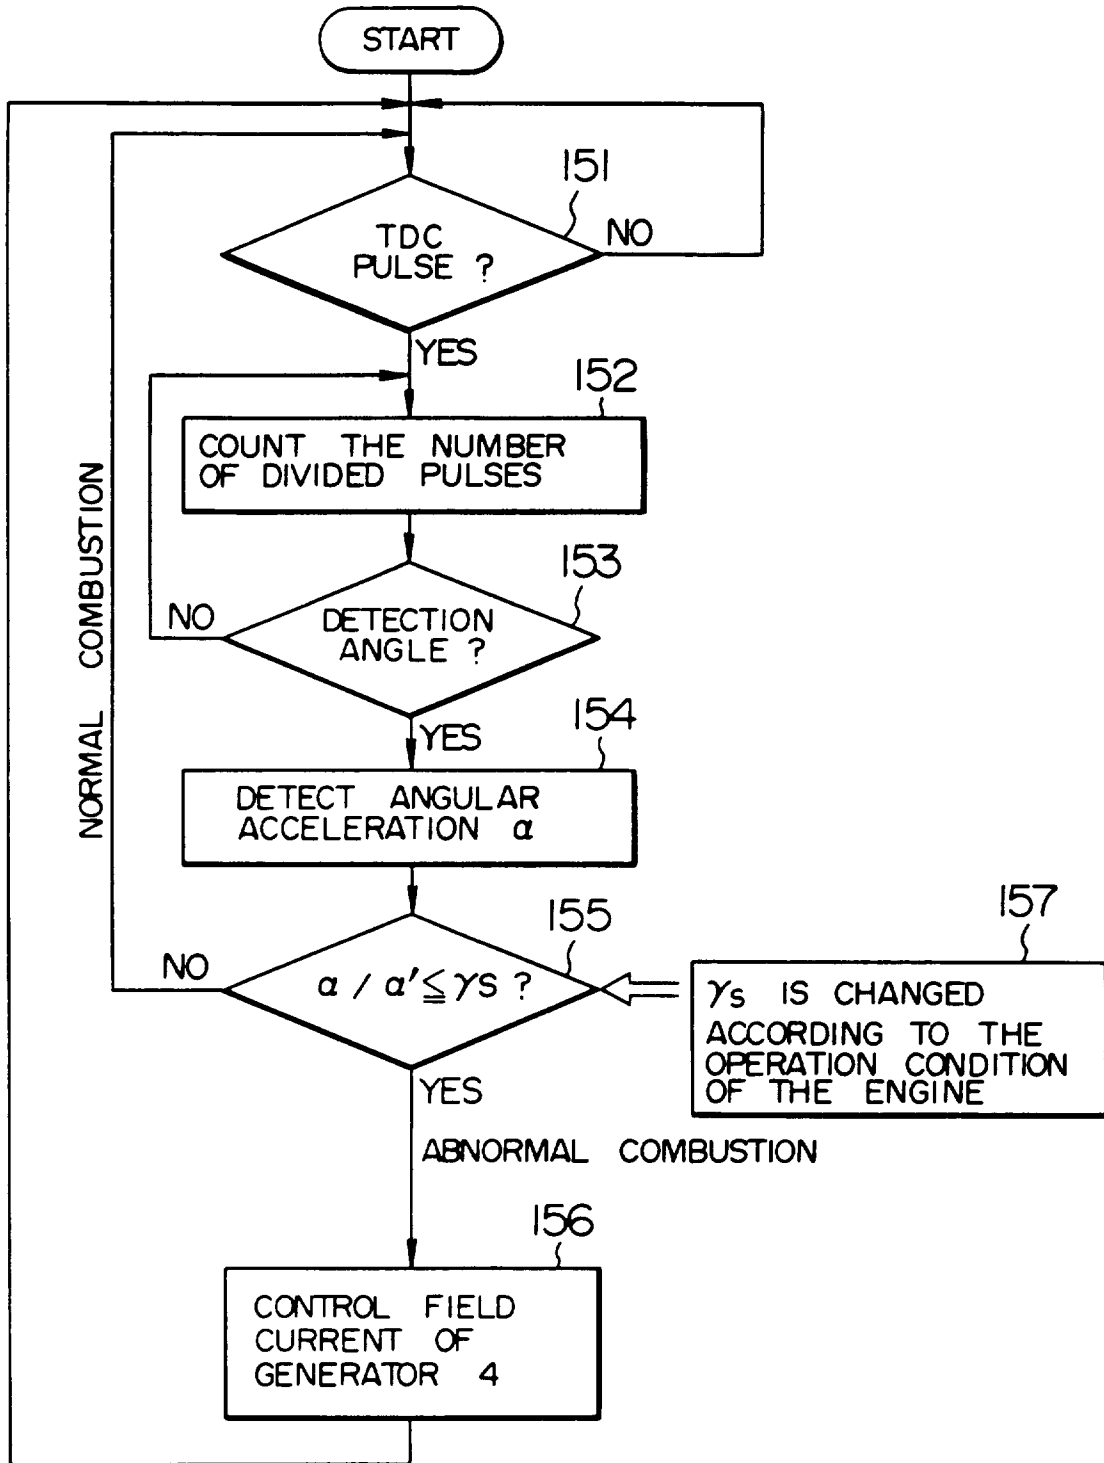 START
151
TDC
PULSE ?
NO
YES
152
COUNT THE NUMBER
OF DIVIDED PULSES
153
NO
DETECTION
ANGLE ?
YES
154
DETECT ANGULAR
ACCELERATION α
NORMAL COMBUSTION
155
NO
α / α' ≦ γS ?
157
γS IS CHANGED
ACCORDING TO THE
OPERATION CONDITION
OF THE ENGINE
YES
ABNORMAL COMBUSTION
156
CONTROL FIELD
CURRENT OF
GENERATOR 4